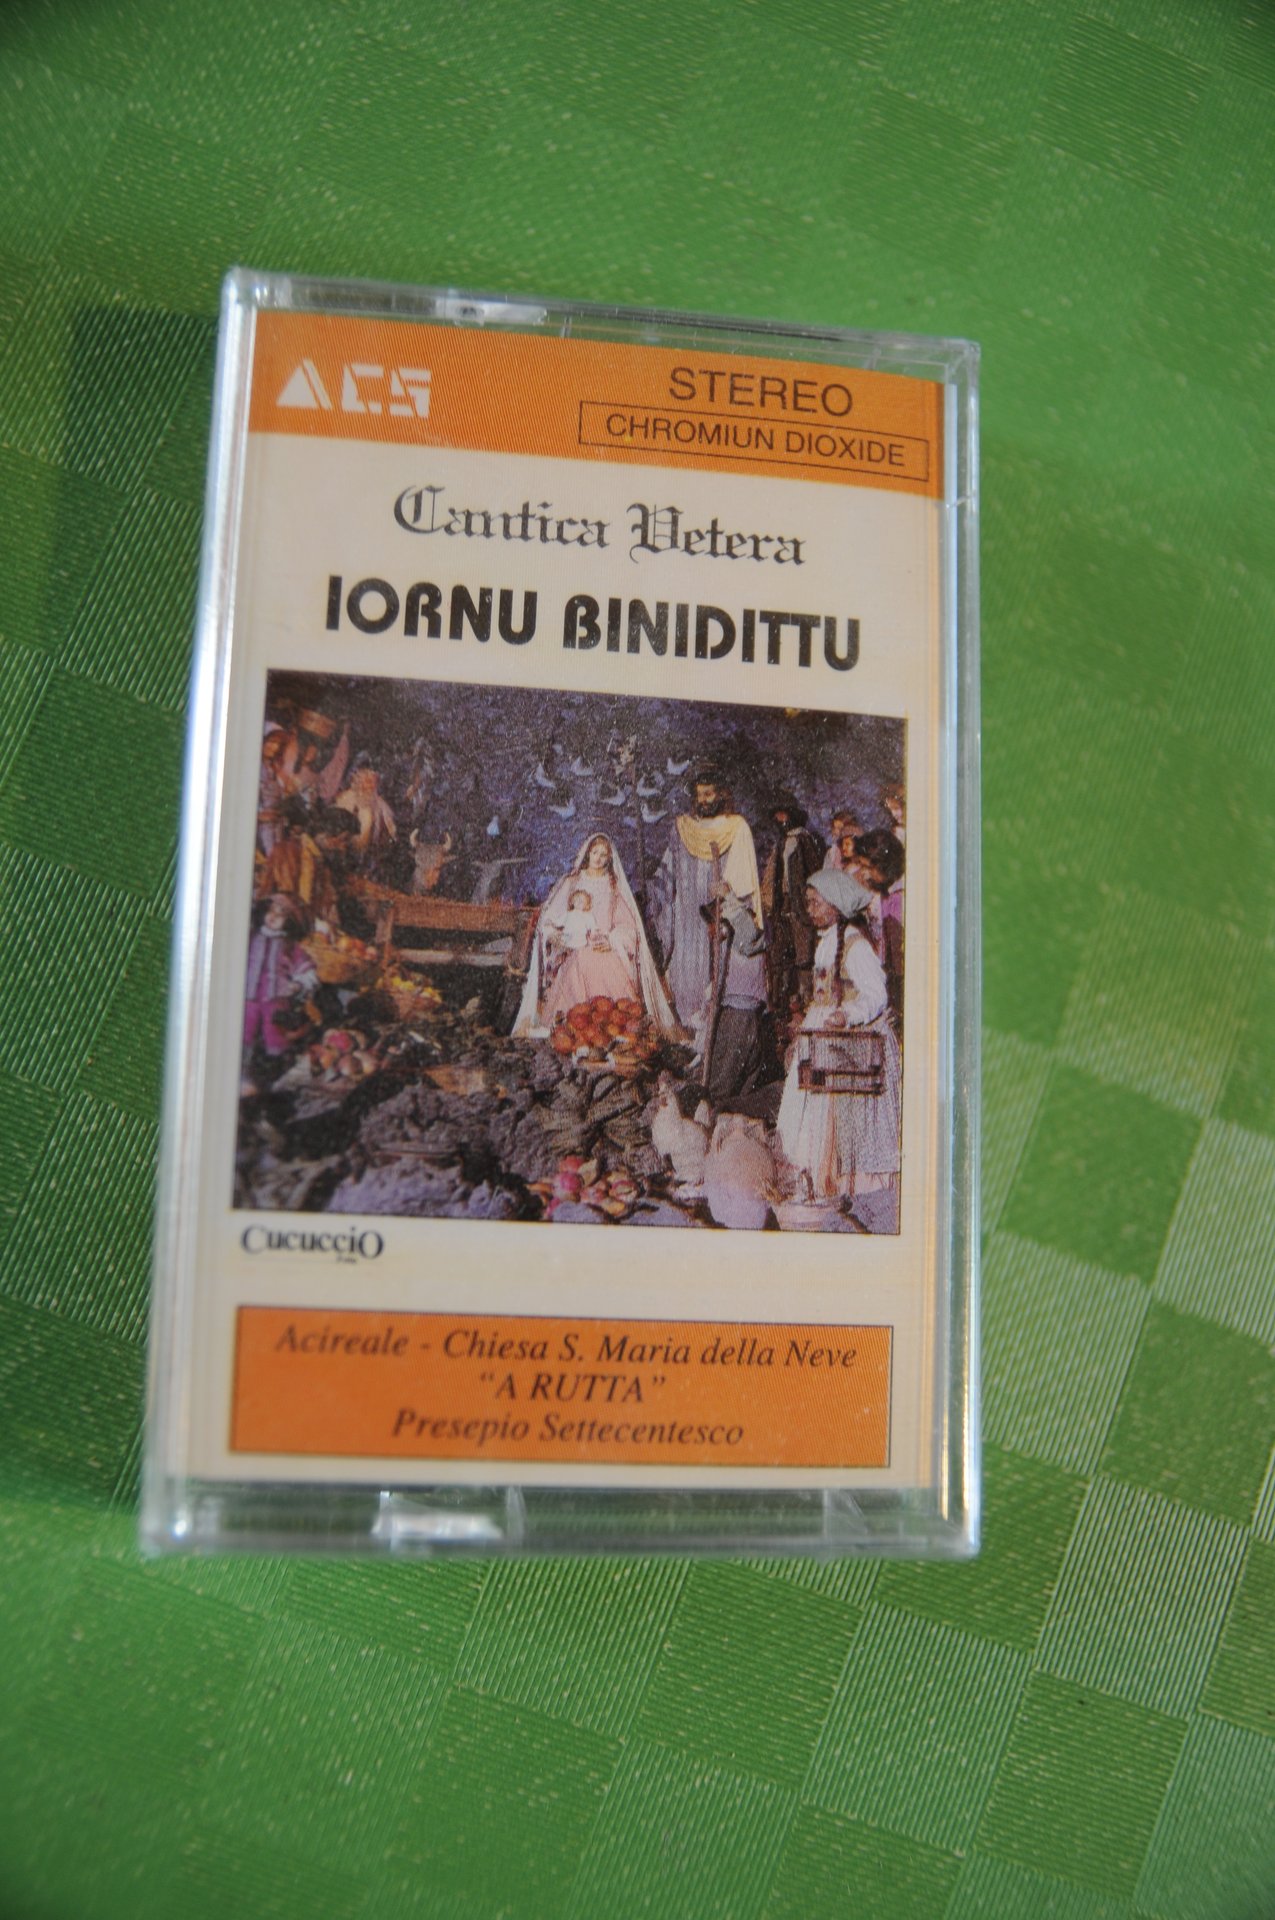 ACS
STEREO
CHROMIUN DIOXIDE
Cantica Vetera
IORNU BINIDITTU
Cucuccio
Acireale - Chiesa S. Maria della Neve
"A RUTTA"
Presepio Settecentesco